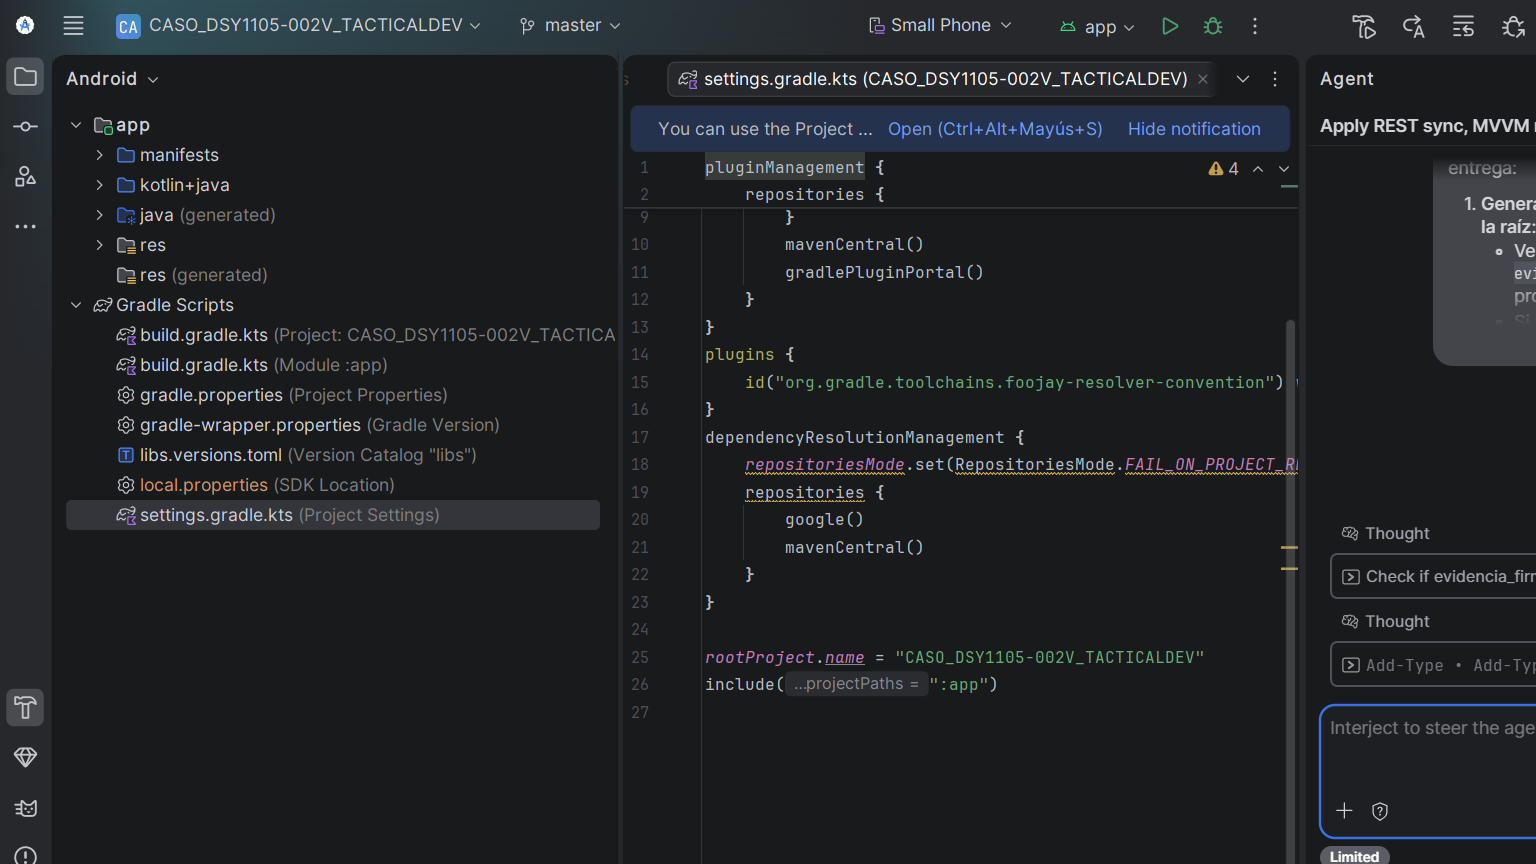 CA CASO_DSY1105-002V_TACTICALDEV
master
Small Phone
app
Android
app
manifests
kotlin+java
java (generated)
res
res (generated)
Gradle Scripts
build.gradle.kts (Project: CASO_DSY1105-002V_TACTICA
build.gradle.kts (Module :app)
gradle.properties (Project Properties)
gradle-wrapper.properties (Gradle Version)
libs.versions.toml (Version Catalog "libs")
local.properties (SDK Location)
settings.gradle.kts (Project Settings)
settings.gradle.kts (CASO_DSY1105-002V_TACTICALDEV)
You can use the Project ... Open (Ctrl+Alt+Mayús+S) Hide notification
4
1 pluginManagement {
2 repositories {
9 }
10 mavenCentral()
11 gradlePluginPortal()
12 }
13 }
14 plugins {
15 id("org.gradle.toolchains.foojay-resolver-convention")
16 }
17 dependencyResolutionManagement {
18 repositoriesMode.set(RepositoriesMode.FAIL_ON_PROJECT_RE
19 repositories {
20 google()
21 mavenCentral()
22 }
23 }
24
25 rootProject.name = "CASO_DSY1105-002V_TACTICALDEV"
26 include( ...projectPaths = ":app")
27
Agent
Apply REST sync, MVVM
entrega:
1. Genera
la raíz:
Ve
evi
pro
Si
Thought
Check if evidencia_firm
Thought
Add-Type • Add-Typ
Interject to steer the age
Limited